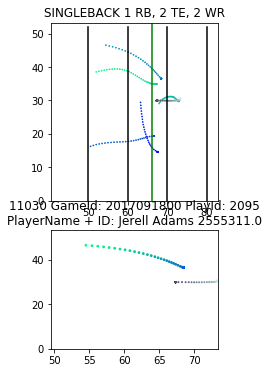 SINGLEBACK 1 RB, 2 TE, 2 WR
50
40
30
20
10
0
50 60 70 80
11030 GameId: 2017091800 PlayId: 2095
PlayerName + ID: Jerell Adams 2555311.0
40
20
0
50 55 60 65 70